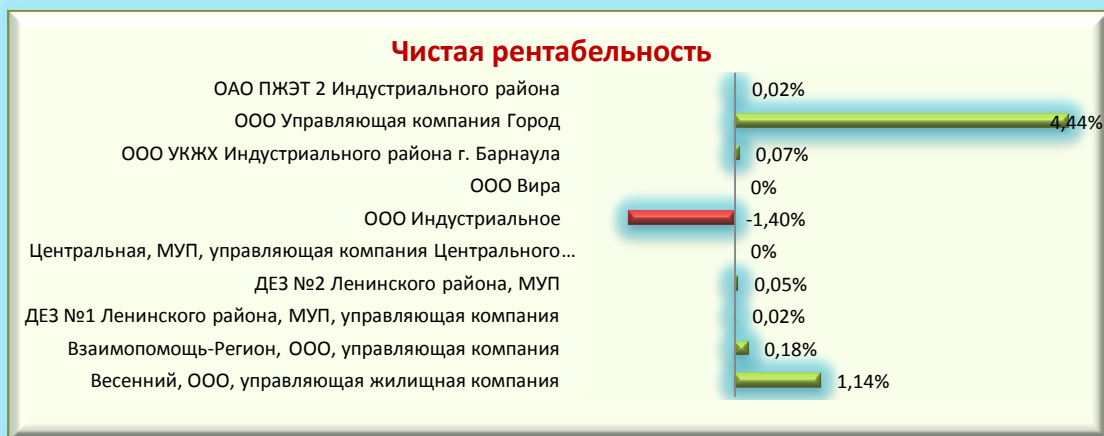 Чистая рентабельность
ОАО ПЖЭТ 2 Индустриального района 0,02%
ООО Управляющая компания Город 4,44%
ООО УКЖХ Индустриального района г. Барнаула 0,07%
ООО Вира 0%
ООО Индустриальное -1,40%
Центральная, МУП, управляющая компания Центрального... 0%
ДЕЗ №2 Ленинского района, МУП 0,05%
ДЕЗ №1 Ленинского района, МУП, управляющая компания 0,02%
Взаимопомощь-Регион, ООО, управляющая компания 0,18%
Весенний, ООО, управляющая жилищная компания 1,14%